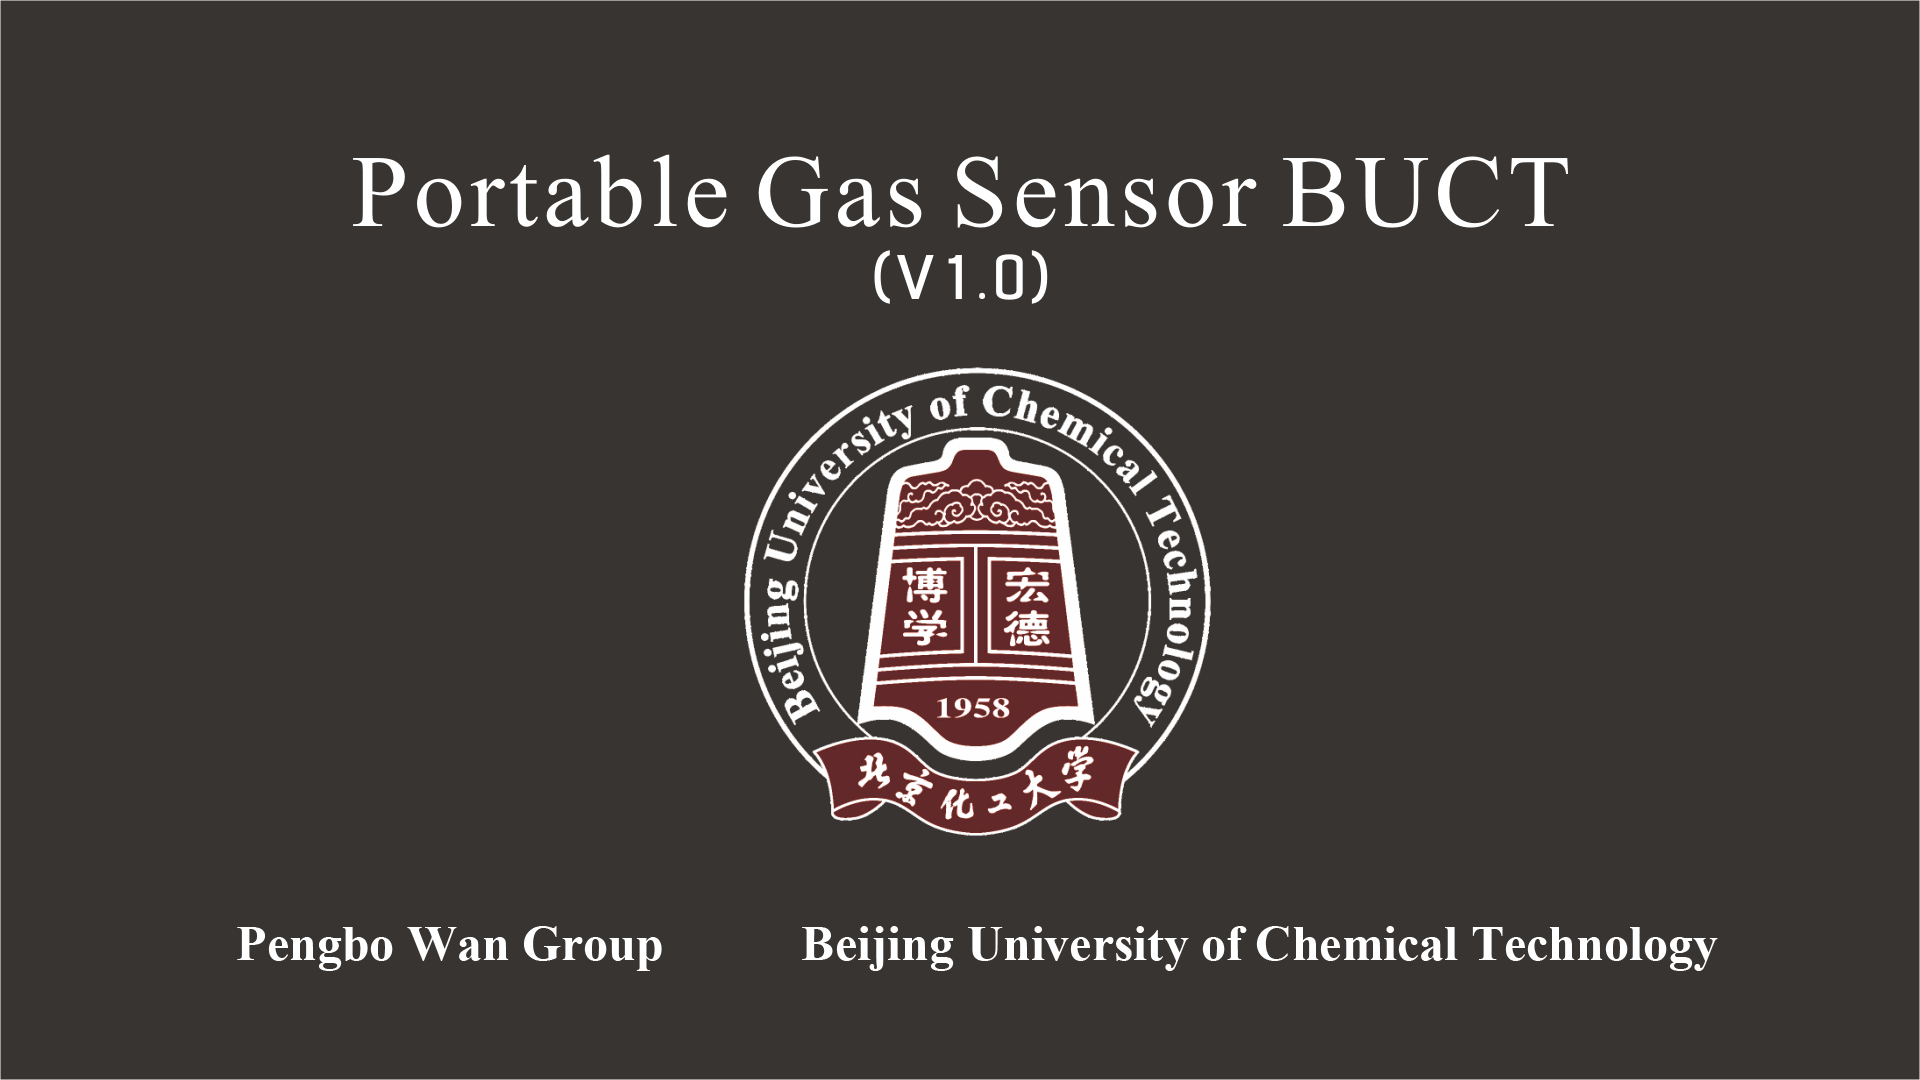 Portable Gas Sensor BUCT
(V1.0)
Beijing University of Chemical Technology
博学 宏德
1958
北京化工大学
Pengbo Wan Group
Beijing University of Chemical Technology